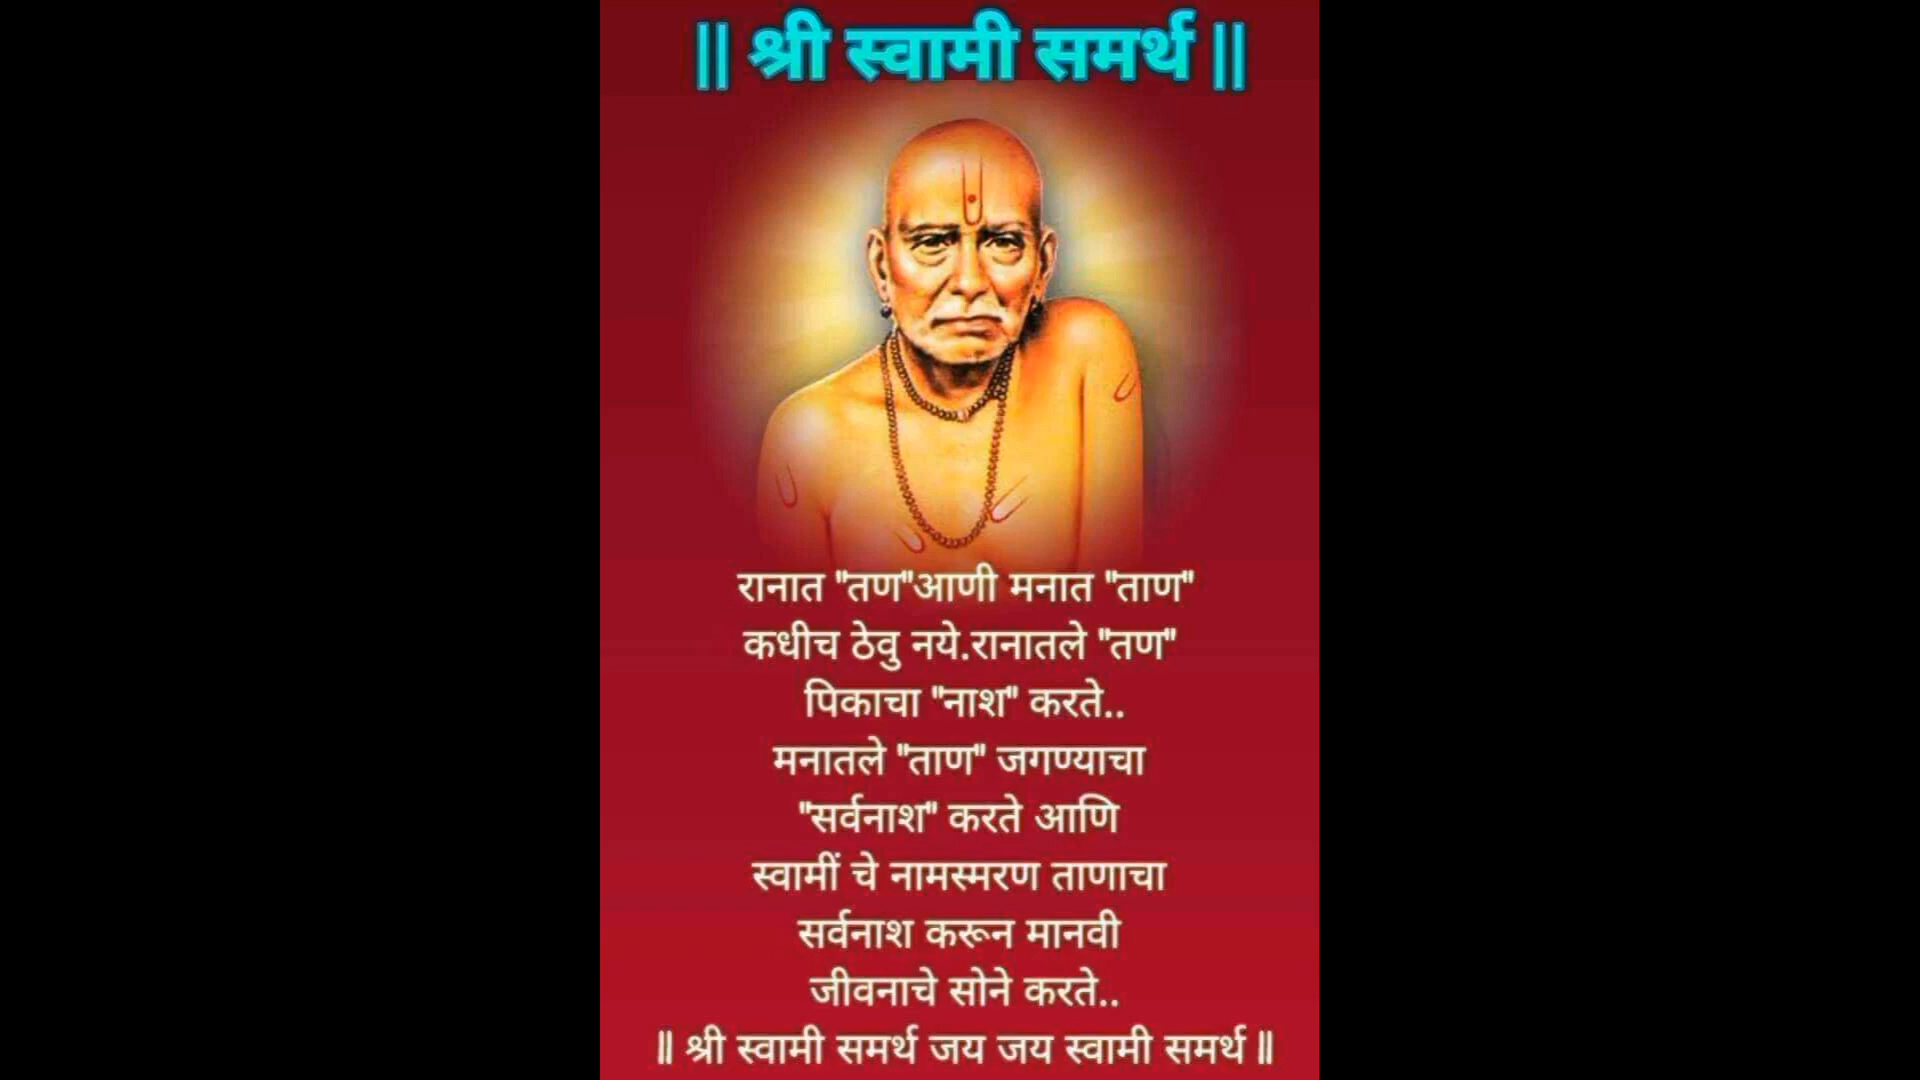 || श्री स्वामी समर्थ ||
रानात "तण"आणी मनात "ताण"
कधीच ठेवु नये.रानातले "तण"
पिकाचा "नाश" करते..
मनातले "ताण" जगण्याचा
"सर्वनाश" करते आणि
स्वामीं चे नामस्मरण ताणाचा
सर्वनाश करून मानवी
जीवनाचे सोने करते..
॥ श्री स्वामी समर्थ जय जय स्वामी समर्थ ॥